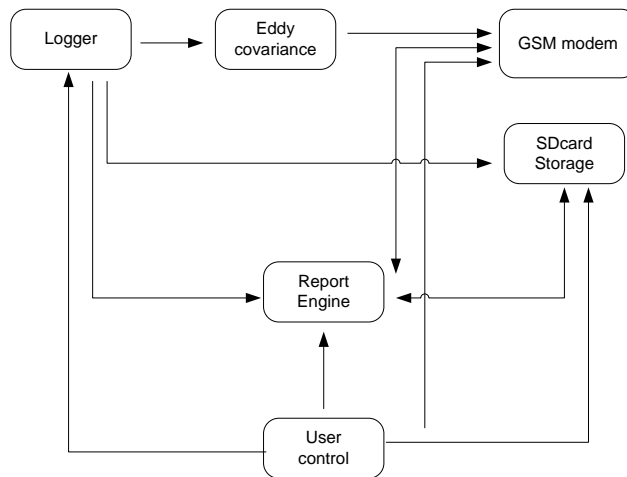 Logger
Eddy
covariance
GSM modem
SDcard
Storage
Report
Engine
User
control